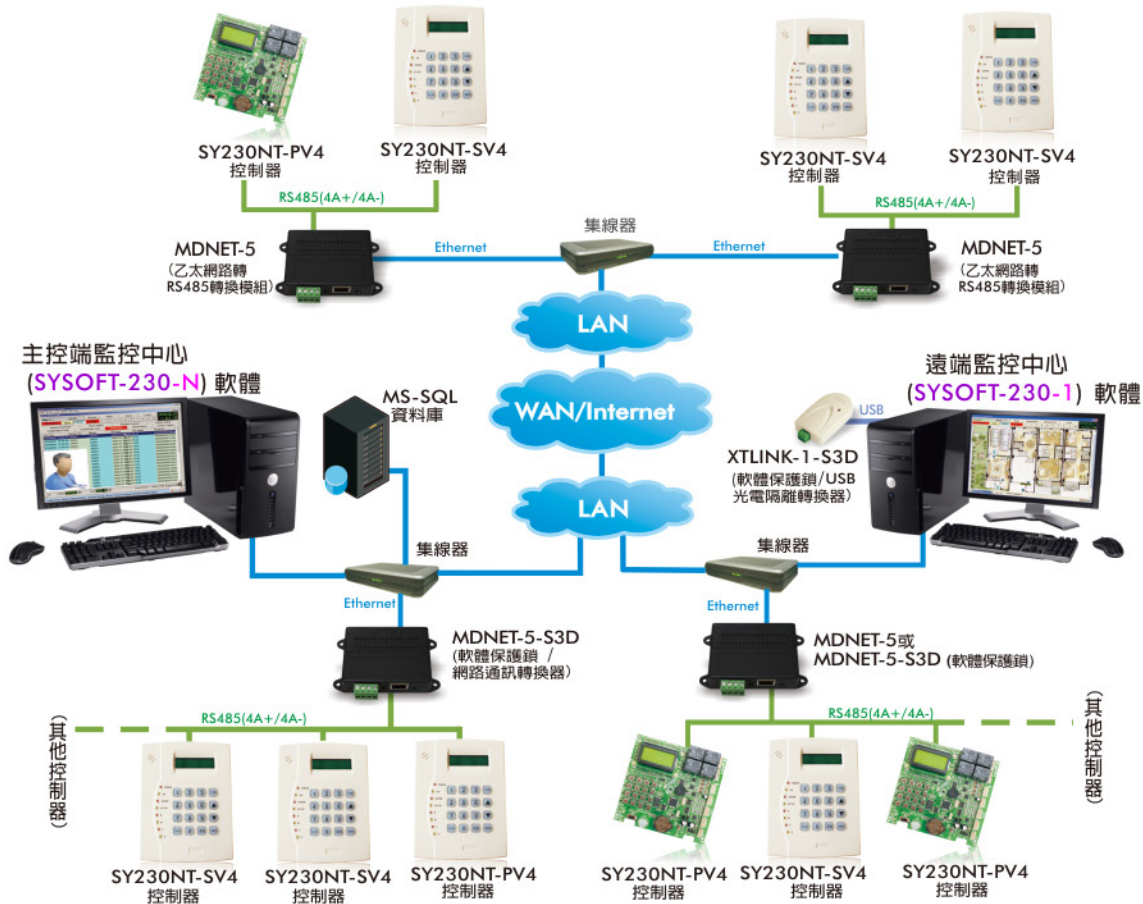 SY230NT-PV4
控制器
SY230NT-SV4
控制器
SY230NT-SV4
控制器
SY230NT-SV4
控制器
RS485(4A+/4A-)
RS485(4A+/4A-)
MDNET-5
(乙太網路轉
RS485轉換模組)
Ethernet
集線器
Ethernet
MDNET-5
(乙太網路轉
RS485轉換模組)
LAN
WAN/Internet
LAN
主控端監控中心
(SYSOFT-230-N) 軟體
MS-SQL
資料庫
遠端監控中心
(SYSOFT-230-1) 軟體
USB
XTLINK-1-S3D
(軟體保護鎖/USB
光電隔離轉換器)
集線器
集線器
Ethernet
Ethernet
MDNET-5-S3D
(軟體保護鎖 /
網路通訊轉換器)
MDNET-5或
MDNET-5-S3D (軟體保護鎖)
RS485(4A+/4A-)
RS485(4A+/4A-)
(其他控制器)
(其他控制器)
SY230NT-SV4
控制器
SY230NT-SV4
控制器
SY230NT-PV4
控制器
SY230NT-PV4
控制器
SY230NT-SV4
控制器
SY230NT-PV4
控制器